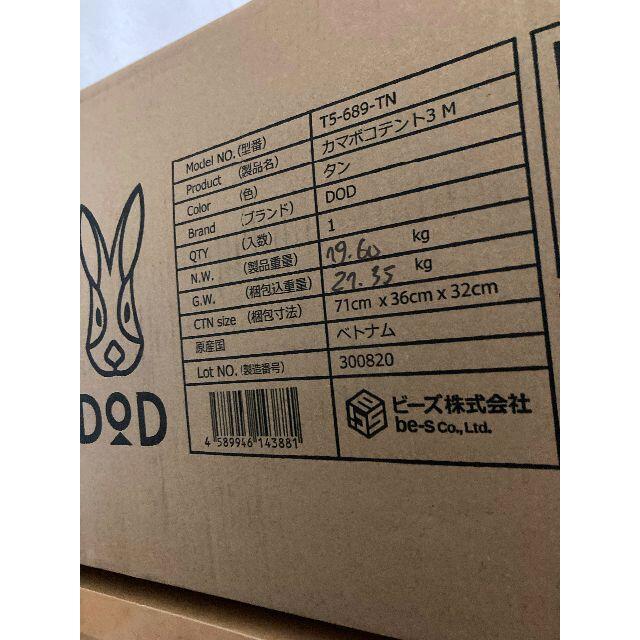 Model NO. (型番) T5-689-TN
Product (製品名) カマボコテント3 M
Color (色) タン
Brand (ブランド) DOD
QTY (入数) 1
N.W. (製品重量) 19.60 kg
G.W. (梱包込重量) 21.35 kg
CTN size (梱包寸法) 71cm x 36cm x 32cm
原産国 ベトナム
Lot NO. (製造番号) 300820
4 589946 143881
ビーズ株式会社
be-s Co., Ltd.
DOD